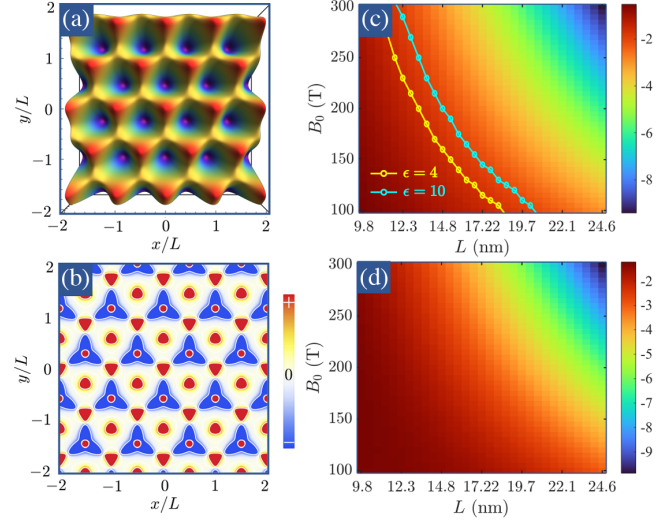 (a)
2
1
0
−1
−2
y/L
−2
−1
0
1
2
x/L
(b)
2
1
0
−1
−2
y/L
−2
−1
0
1
2
x/L
+
0
−
(c)
300
250
200
150
100
B₀ (T)
ϵ = 4
ϵ = 10
9.8 12.3 14.8 17.22 19.7 22.1 24.6
L (nm)
-2
-4
-6
-8
(d)
300
250
200
150
100
B₀ (T)
9.8 12.3 14.8 17.22 19.7 22.1 24.6
L (nm)
-2
-3
-4
-5
-6
-7
-8
-9